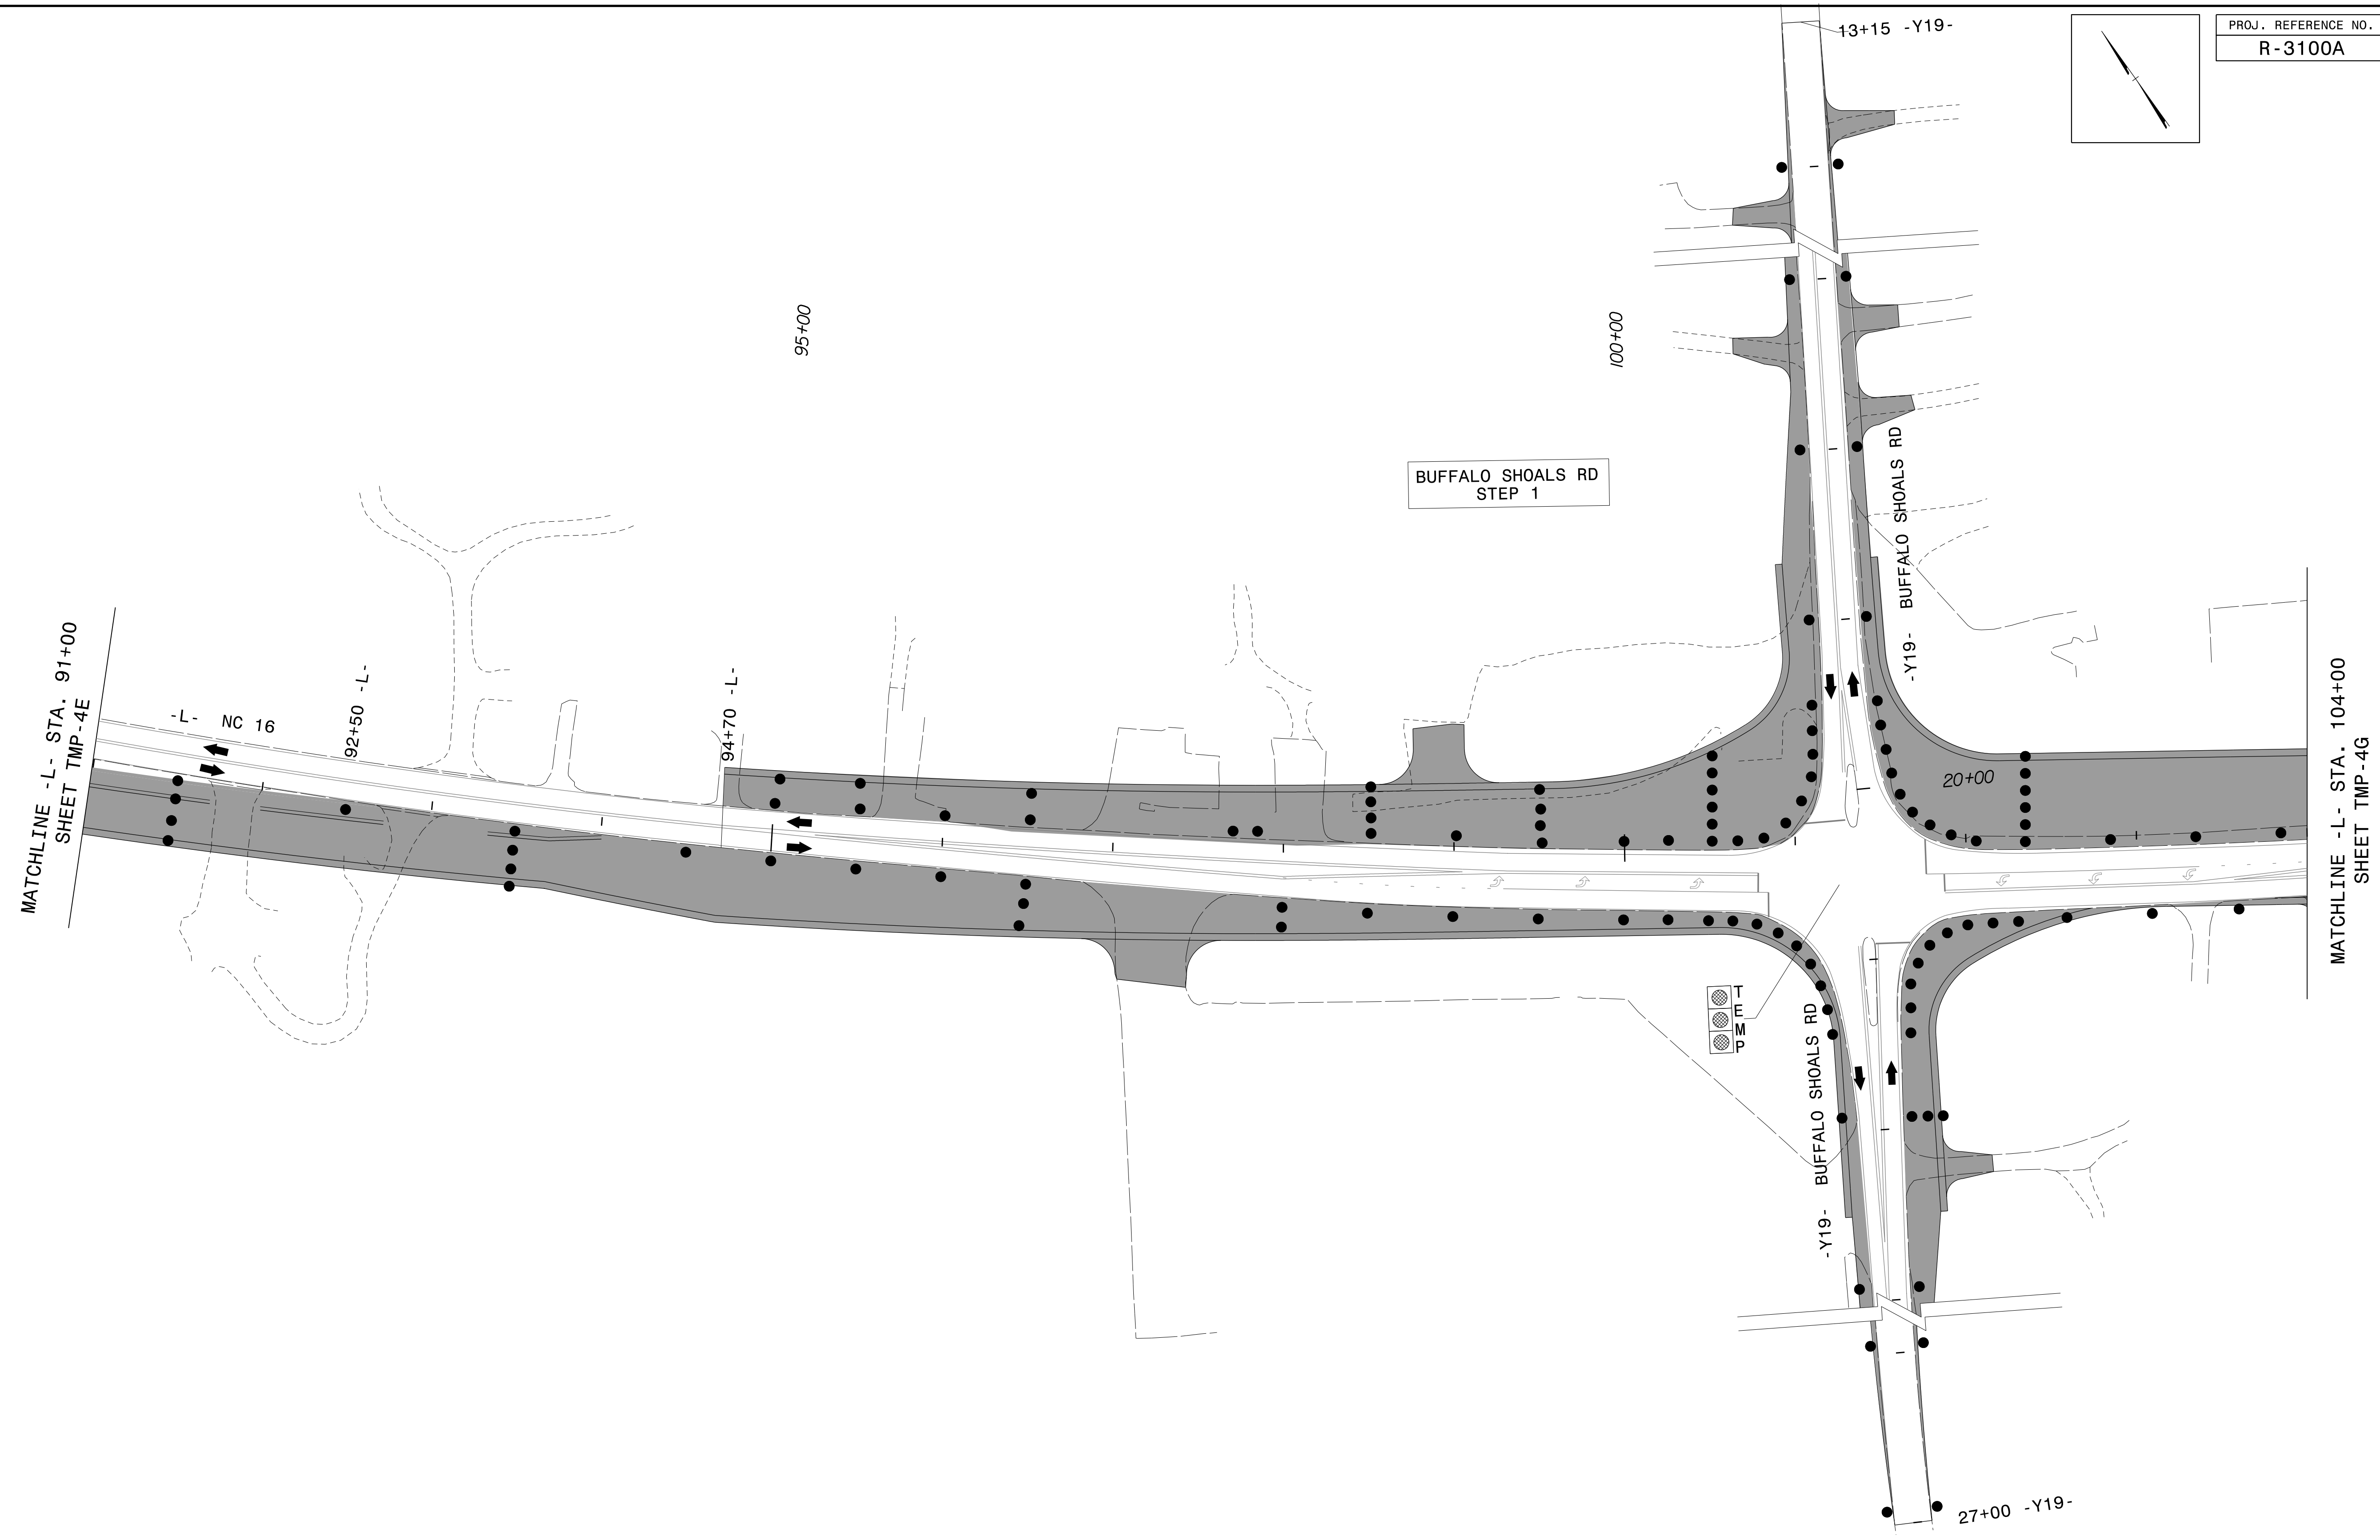 13+15 -Y19-
PROJ. REFERENCE NO.
R-3100A
95+00
100+00
BUFFALO SHOALS RD
STEP 1
-Y19- BUFFALO SHOALS RD
MATCHLINE -L- STA. 91+00
SHEET TMP-4E
-L- NC 16
92+50 -L-
94+70 -L-
20+00
MATCHLINE -L- STA. 104+00
SHEET TMP-4G
TEMP
-Y19- BUFFALO SHOALS RD
27+00 -Y19-